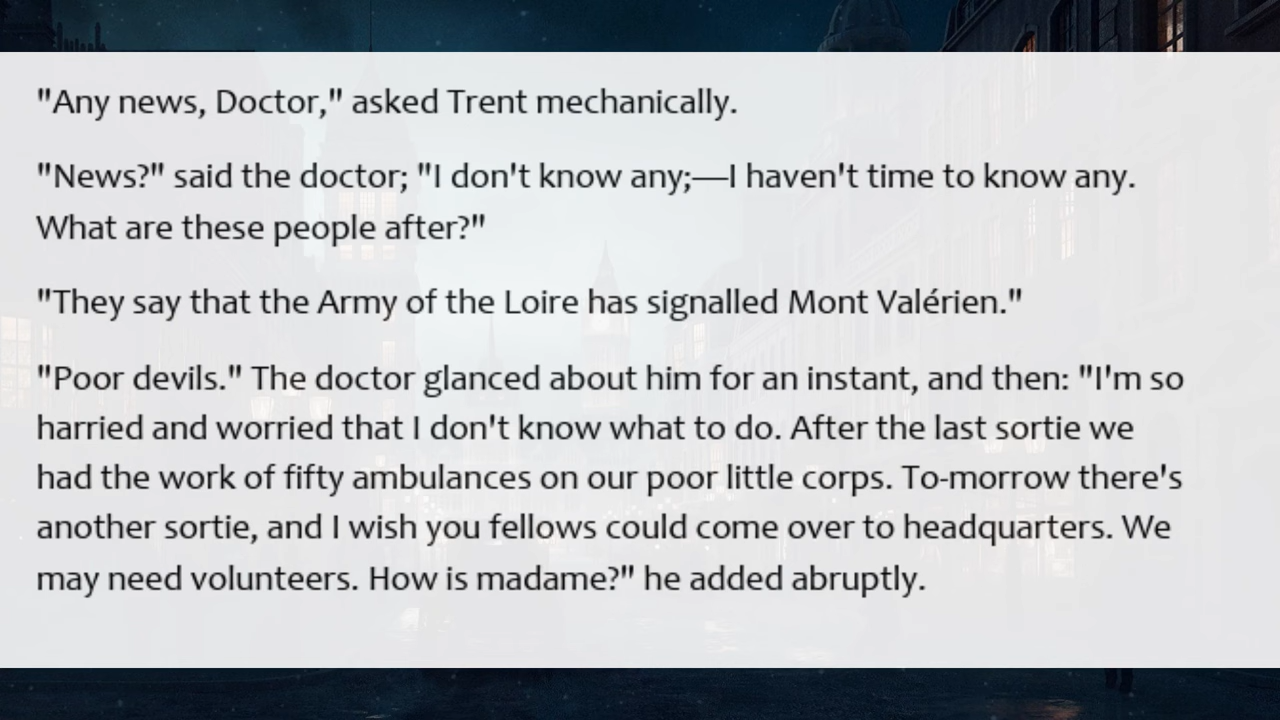 "Any news, Doctor," asked Trent mechanically.
"News?" said the doctor; "I don't know any;—I haven't time to know any.
What are these people after?"
"They say that the Army of the Loire has signalled Mont Valérien."
"Poor devils." The doctor glanced about him for an instant, and then: "I'm so
harried and worried that I don't know what to do. After the last sortie we
had the work of fifty ambulances on our poor little corps. To-morrow there's
another sortie, and I wish you fellows could come over to headquarters. We
may need volunteers. How is madame?" he added abruptly.